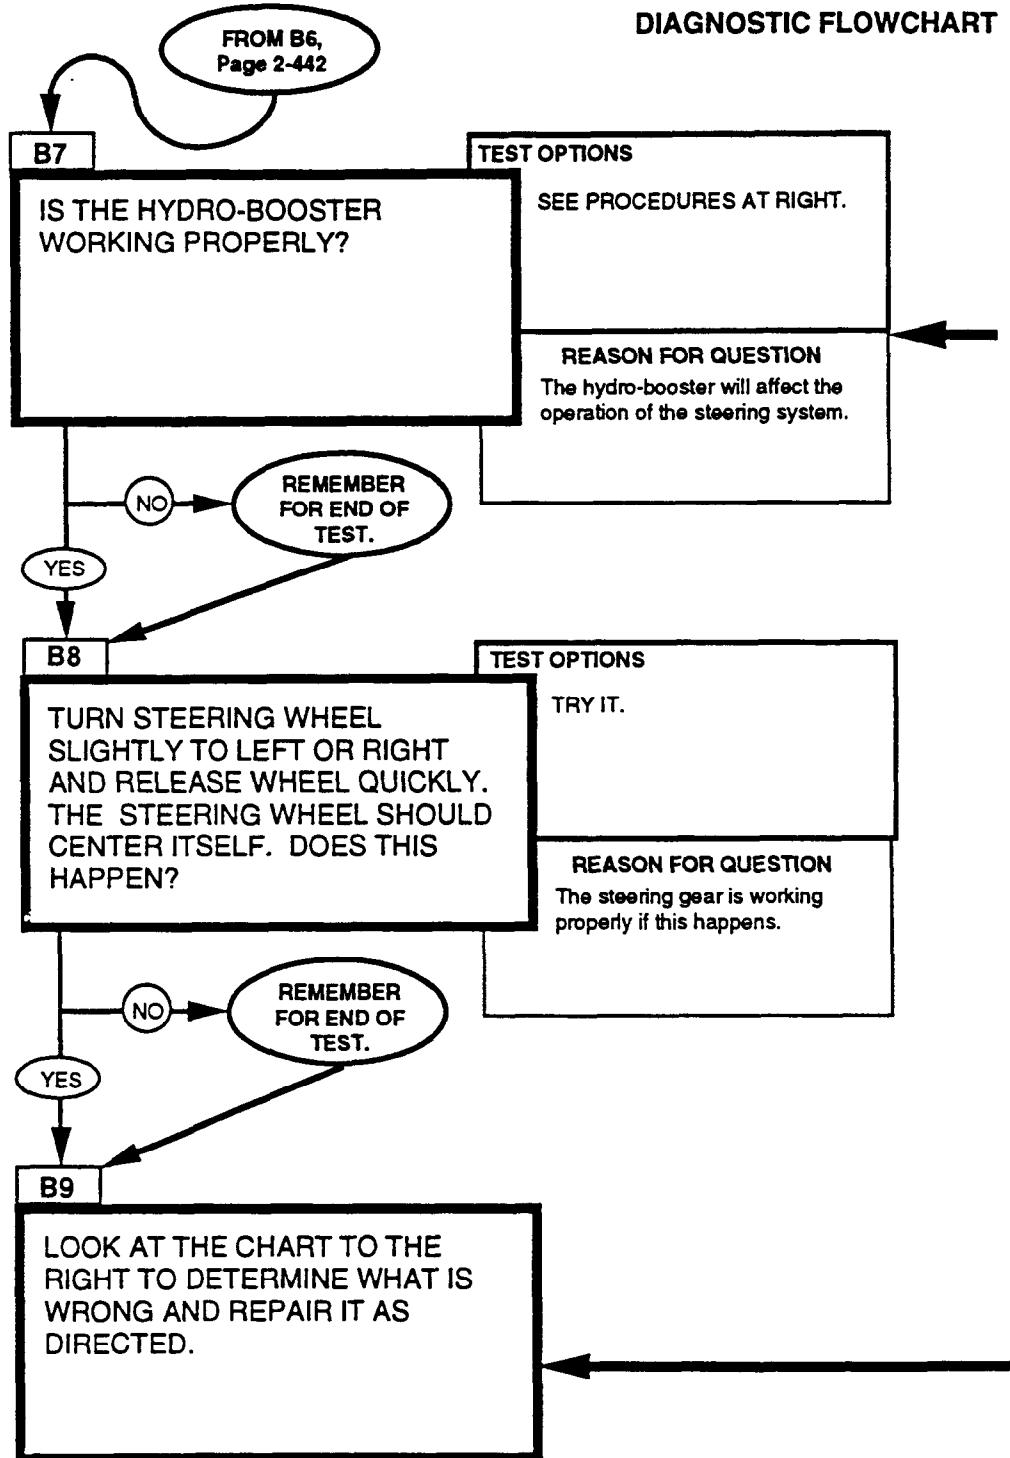 DIAGNOSTIC FLOWCHART
FROM B6,
Page 2-442
B7
IS THE HYDRO-BOOSTER
WORKING PROPERLY?
TEST OPTIONS
SEE PROCEDURES AT RIGHT.
REASON FOR QUESTION
The hydro-booster will affect the
operation of the steering system.
NO
REMEMBER
FOR END OF
TEST.
YES
B8
TURN STEERING WHEEL
SLIGHTLY TO LEFT OR RIGHT
AND RELEASE WHEEL QUICKLY.
THE STEERING WHEEL SHOULD
CENTER ITSELF. DOES THIS
HAPPEN?
TEST OPTIONS
TRY IT.
REASON FOR QUESTION
The steering gear is working
properly if this happens.
NO
REMEMBER
FOR END OF
TEST.
YES
B9
LOOK AT THE CHART TO THE
RIGHT TO DETERMINE WHAT IS
WRONG AND REPAIR IT AS
DIRECTED.